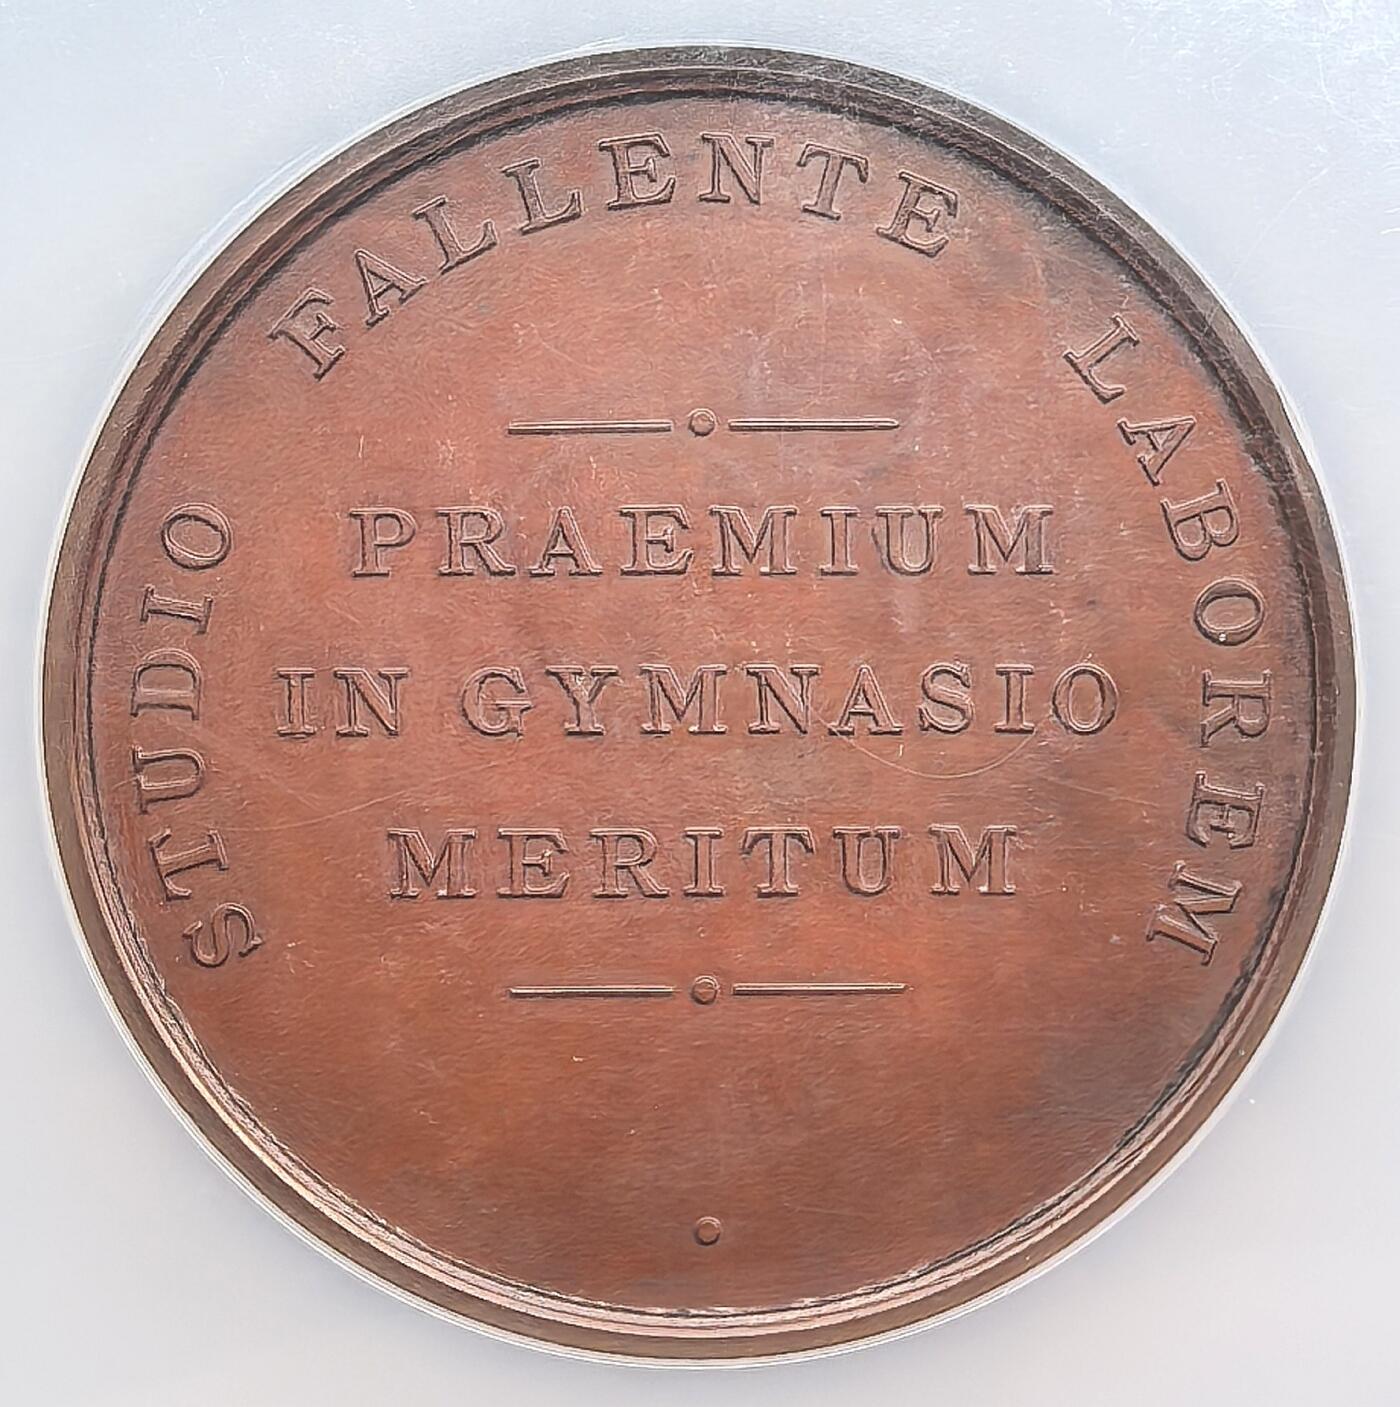 STUDIO FALLENTE LABOREM
PRAEMIUM
IN GYMNASIO
MERITUM